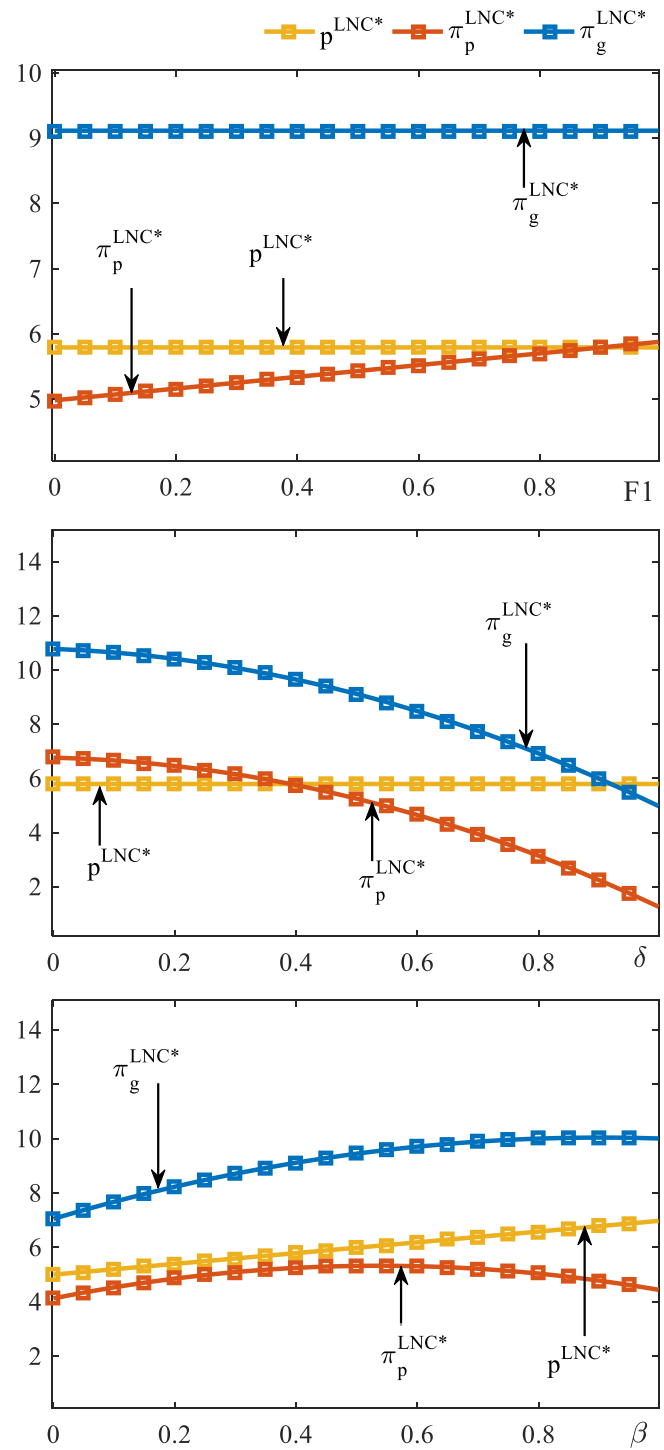 p^LNC* π_p^LNC* π_g^LNC*
10
9
8
7
6
5
π_g^LNC*
π_p^LNC* p^LNC*
0 0.2 0.4 0.6 0.8 F1
14
12
10
8
6
4
2
π_g^LNC*
p^LNC* π_p^LNC*
0 0.2 0.4 0.6 0.8 δ
14
12
10
8
6
4
2
π_g^LNC*
π_p^LNC* p^LNC*
0 0.2 0.4 0.6 0.8 β